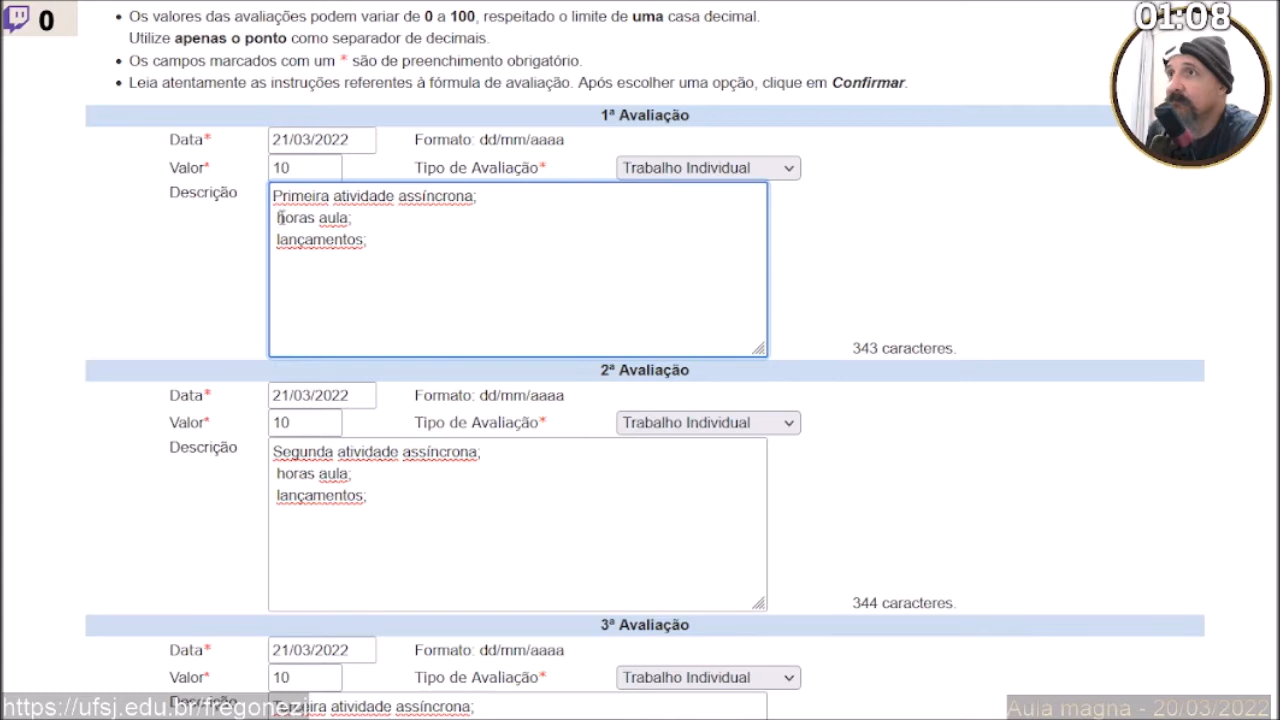 0
01:08
Os valores das avaliações podem variar de 0 a 100, respeitado o limite de uma casa decimal.
Utilize apenas o ponto como separador de decimais.
Os campos marcados com um * são de preenchimento obrigatório.
Leia atentamente as instruções referentes à fórmula de avaliação. Após escolher uma opção, clique em Confirmar.
1ª Avaliação
Data* 21/03/2022 Formato: dd/mm/aaaa
Valor* 10 Tipo de Avaliação* Trabalho Individual
Descrição Primeira atividade assíncrona;
horas aula;
lançamentos;
343 caracteres.
2ª Avaliação
Data* 21/03/2022 Formato: dd/mm/aaaa
Valor* 10 Tipo de Avaliação* Trabalho Individual
Descrição Segunda atividade assíncrona;
horas aula;
lançamentos;
344 caracteres.
3ª Avaliação
Data* 21/03/2022 Formato: dd/mm/aaaa
Valor* 10 Tipo de Avaliação* Trabalho Individual
Descrição atividade assíncrona;
https://ufsj.edu.br/fregonezi
Aula magna - 20/03/2022